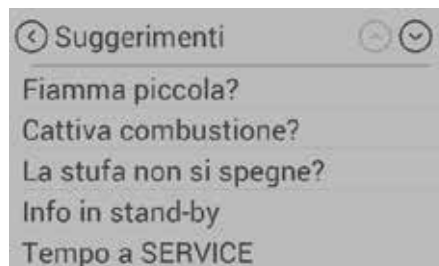 Suggerimenti
Fiamma piccola?
Cattiva combustione?
La stufa non si spegne?
Info in stand-by
Tempo a SERVICE